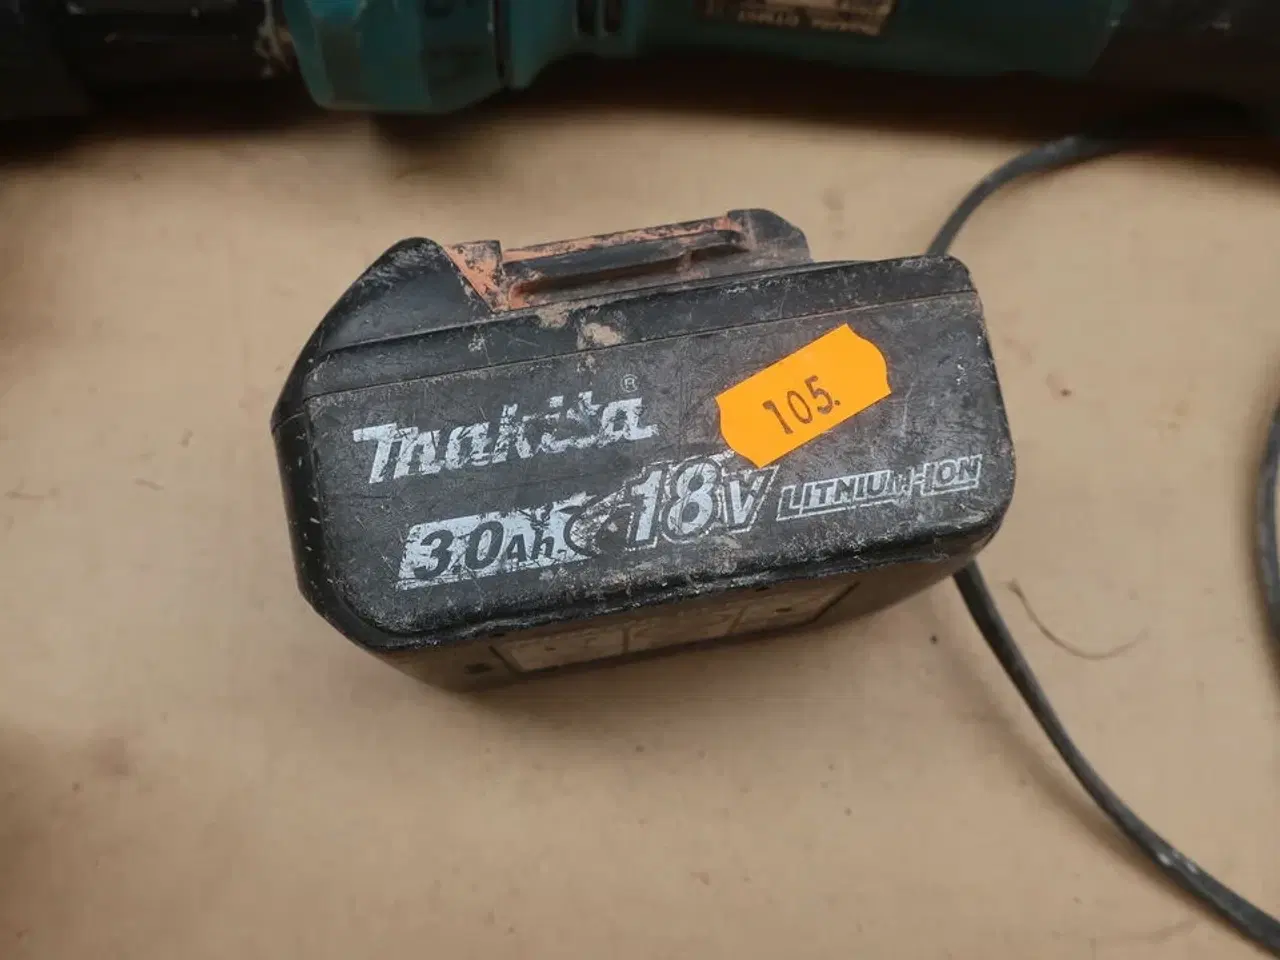 makita®
105.
3.0Ah 18V LITHIUM-ION